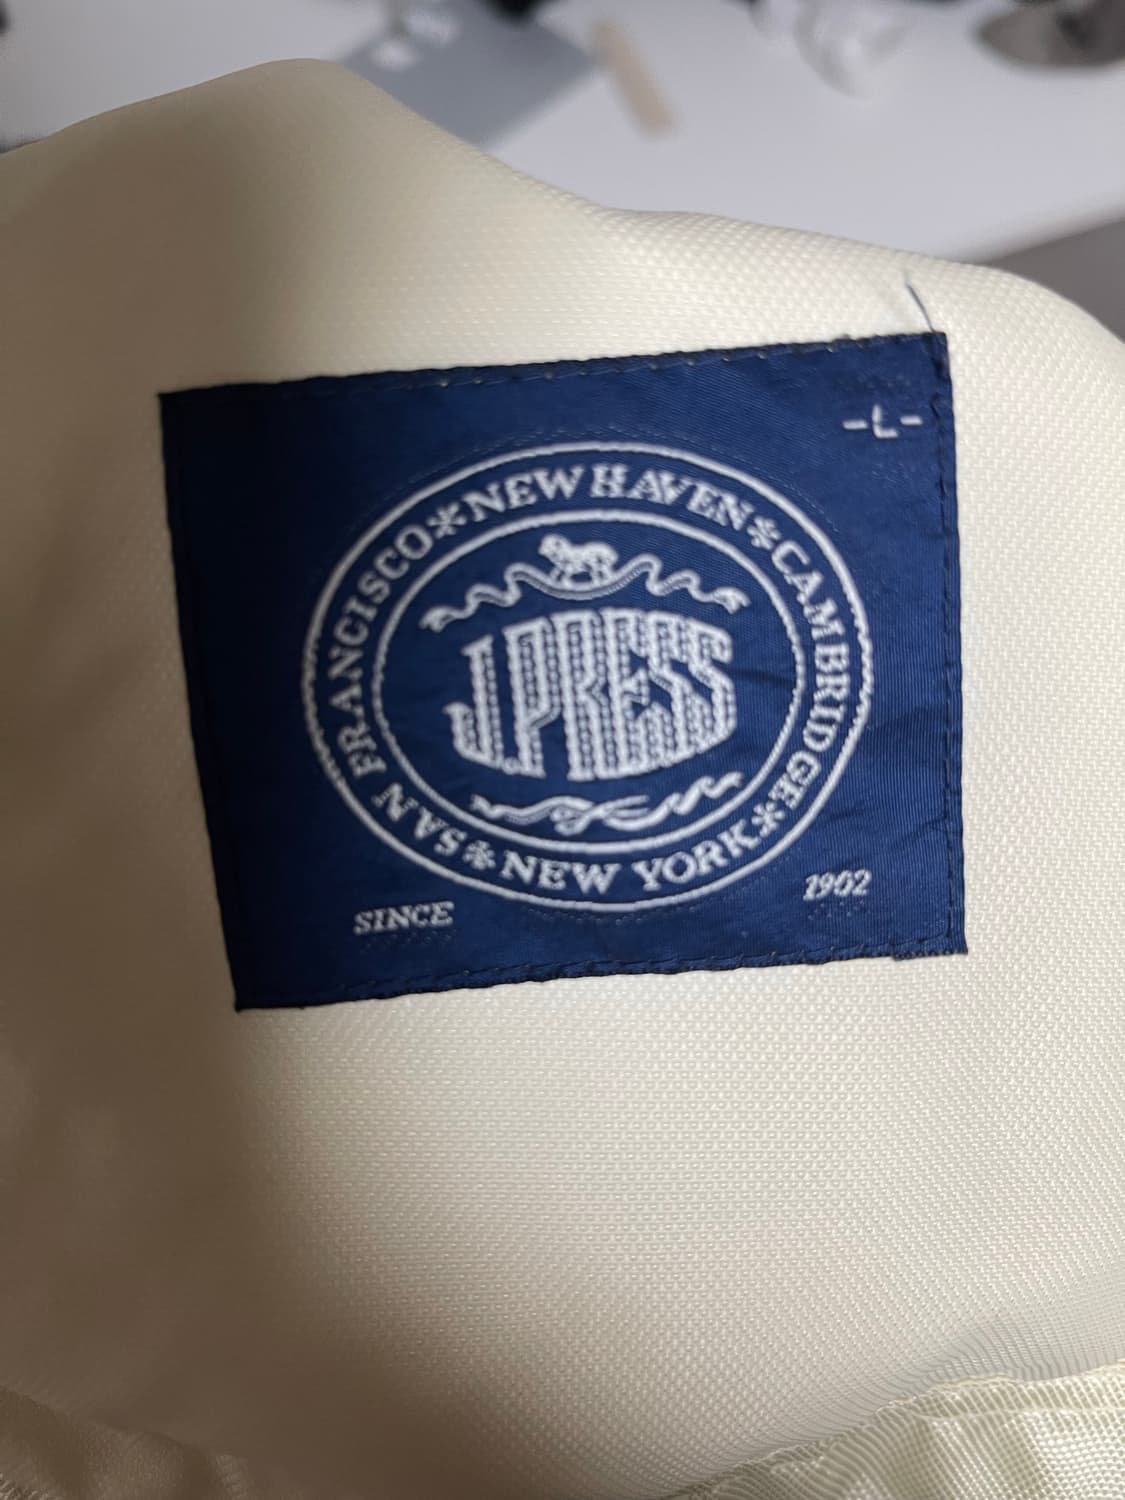 -L-
SAN FRANCISCO * NEW HAVEN * CAMBRIDGE * NEW YORK *
J.PRESS
SINCE 1902